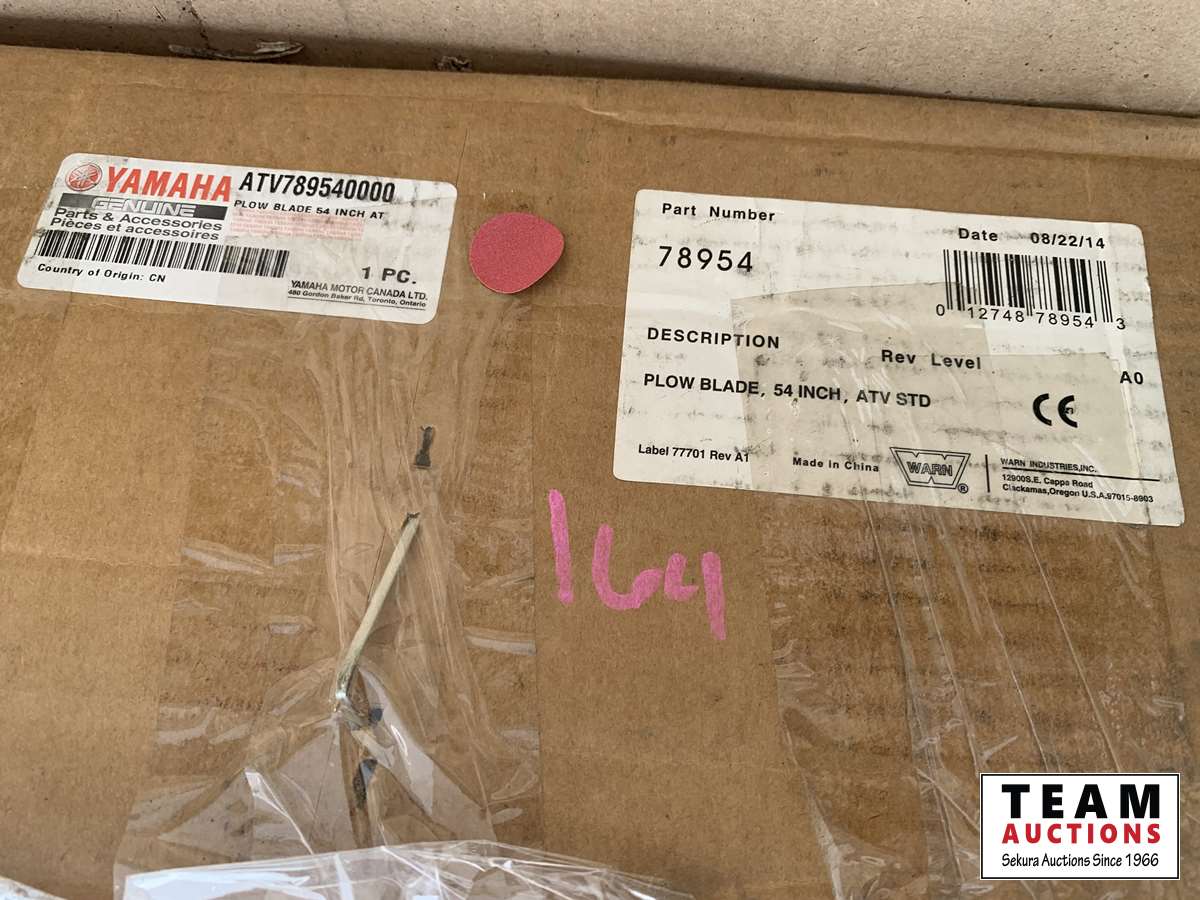 YAMAHA
GENUINE
Parts & Accessories
Pièces et accessoires
ATV789540000
PLOW BLADE 54 INCH AT
Country of Origin: CN
1 PC.
YAMAHA MOTOR CANADA LTD.
480 Gordon Baker Rd, Toronto, Ontario
Part Number
78954
Date 08/22/14
0 12748 78954 3
DESCRIPTION
Rev Level
A0
PLOW BLADE, 54 INCH, ATV STD
CE
Label 77701 Rev A1
Made in China
WARN
®
WARN INDUSTRIES,INC.
12900S.E. Capps Road
Clackamas,Oregon U.S.A.97015-8903
164
TEAM
AUCTIONS
Sekura Auctions Since 1966